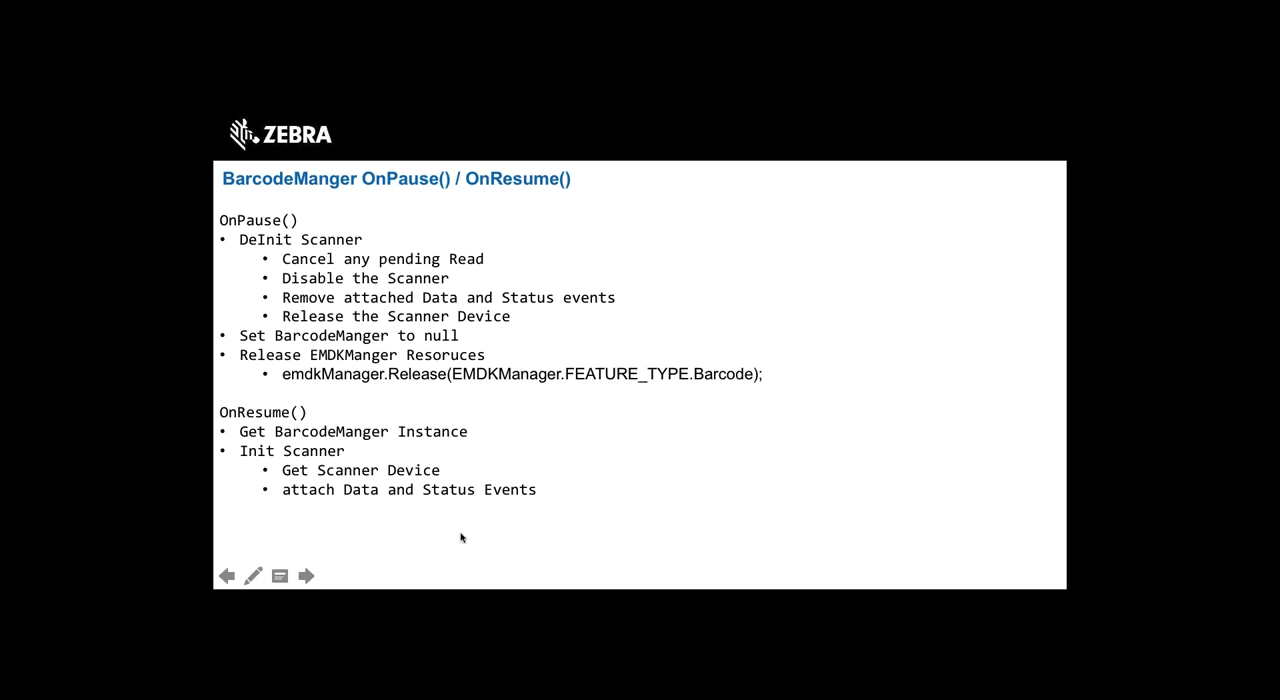 ZEBRA
BarcodeManger OnPause() / OnResume()
OnPause()
• DeInit Scanner
• Cancel any pending Read
• Disable the Scanner
• Remove attached Data and Status events
• Release the Scanner Device
• Set BarcodeManger to null
• Release EMDKManger Resoruces
• emdkManager.Release(EMDKManager.FEATURE_TYPE.Barcode);
OnResume()
• Get BarcodeManger Instance
• Init Scanner
• Get Scanner Device
• attach Data and Status Events